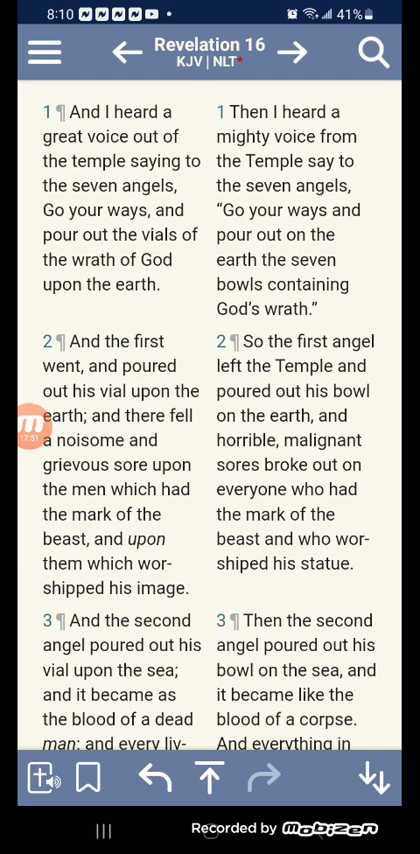 8:10
41%
Revelation 16
KJV | NLT*
1 ¶ And I heard a
great voice out of
the temple saying to
the seven angels,
Go your ways, and
pour out the vials of
the wrath of God
upon the earth.
1 Then I heard a
mighty voice from
the Temple say to
the seven angels,
“Go your ways and
pour out on the
earth the seven
bowls containing
God’s wrath.”
2 ¶ And the first
went, and poured
out his vial upon the
earth; and there fell
a noisome and
grievous sore upon
the men which had
the mark of the
beast, and upon
them which wor-
shipped his image.
2 ¶ So the first angel
left the Temple and
poured out his bowl
on the earth, and
horrible, malignant
sores broke out on
everyone who had
the mark of the
beast and who wor-
shiped his statue.
3 ¶ And the second
angel poured out his
vial upon the sea;
and it became as
the blood of a dead
man: and every liv-
3 ¶ Then the second
angel poured out his
bowl on the sea, and
it became like the
blood of a corpse.
And everything in
m
17:51
Recorded by mobizen